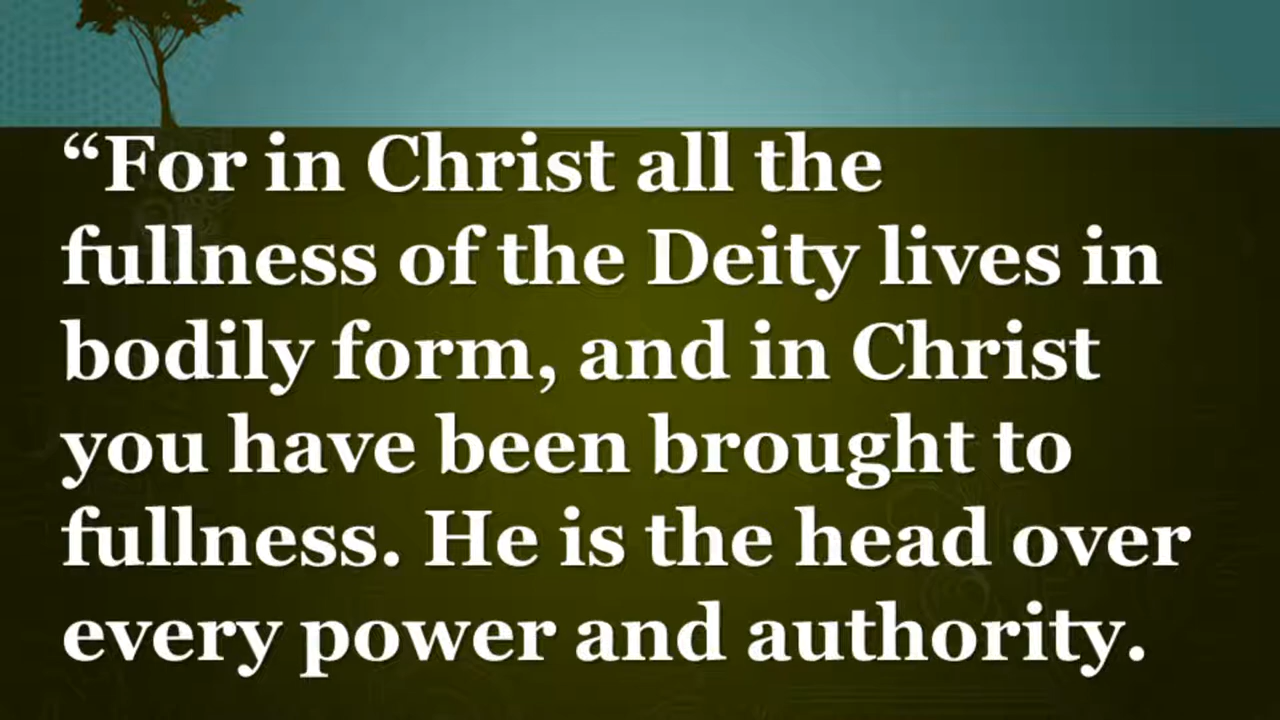 “For in Christ all the
fullness of the Deity lives in
bodily form, and in Christ
you have been brought to
fullness. He is the head over
every power and authority.